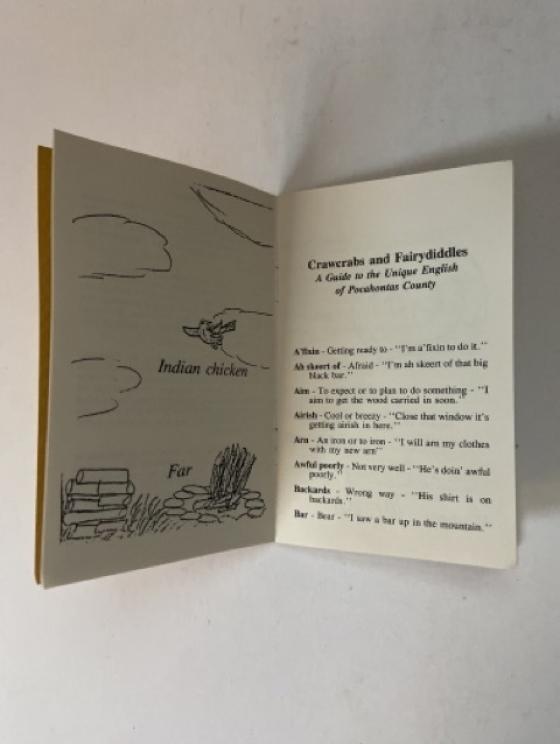 Indian chicken
Far
Crawcrabs and Fairydiddles
A Guide to the Unique English
of Pocahontas County
A'fixin - Getting ready to - "I'm a'fixin to do it."
Ah skeert of - Afraid - "I'm ah skeert of that big
black bar."
Aim - To expect or to plan to do something - "I
aim to get the wood carried in soon."
Airish - Cool or breezy - "Close that window it's
getting airish in here."
Arn - An iron or to iron - "I will arn my clothes
with my new arn"
Awful poorly - Not very well - "He's doin' awful
poorly."
Backards - Wrong way - "His shirt is on
backards."
Bar - Bear - "I saw a bar up in the mountain."